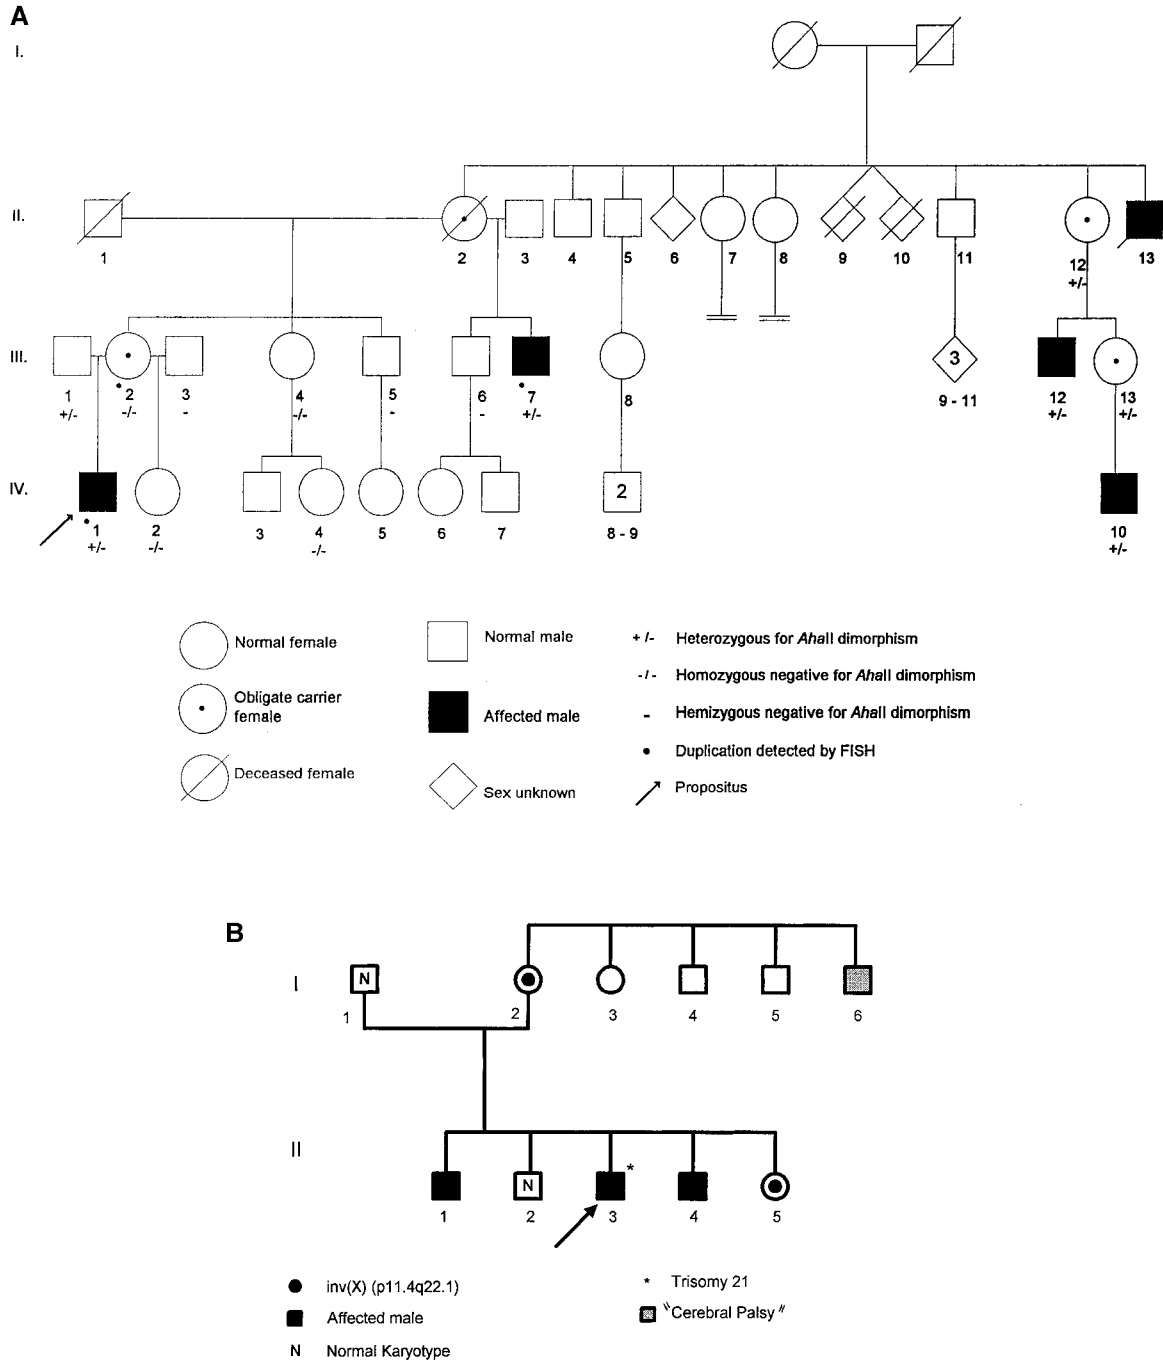 A
I.
II.
1
2
3
4
5
6
7
8
9
10
11
12
+/-
13
III.
3
1
2
3
4
5
6
7
8
9 - 11
12
13
+/-
-/-
-
-/-
-
-
+/-
+/-
+/-
IV.
2
1
2
3
4
5
6
7
8 - 9
10
+/-
-/-
-/-
+/-
Normal female
Normal male
+ /- Heterozygous for AhaII dimorphism
Obligate carrier
female
-/- Homozygous negative for AhaII dimorphism
Affected male
- Hemizygous negative for AhaII dimorphism
Duplication detected by FISH
Deceased female
Sex unknown
Propositus
B
I
N
1
2
3
4
5
6
II
*
N
1
2
3
4
5
inv(X) (p11.4q22.1)
* Trisomy 21
Affected male
"Cerebral Palsy"
N Normal Karyotype